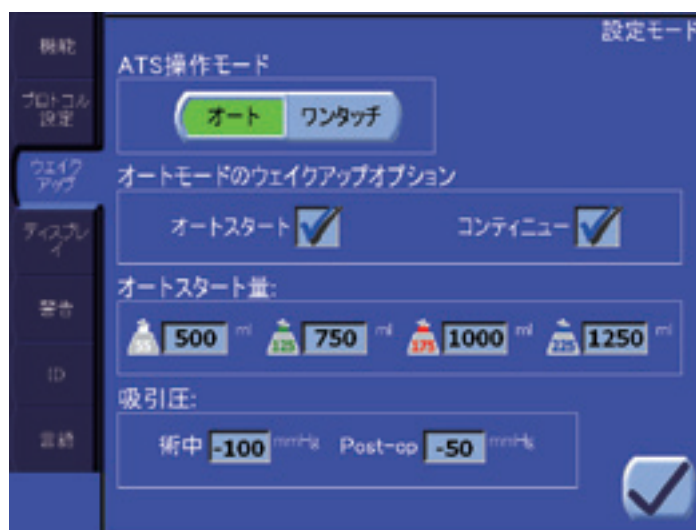 設定モード
機能
プロトコル
設定
ウェイク
アップ
ディスプレ
イ
警告
ID
言語
ATS操作モード
オート ワンタッチ
オートモードのウェイクアップオプション
オートスタート コンティニュー
オートスタート量:
55 500 ml 125 750 ml 175 1000 ml 225 1250 ml
吸引圧:
術中 -100 mmHg Post-op -50 mmHg